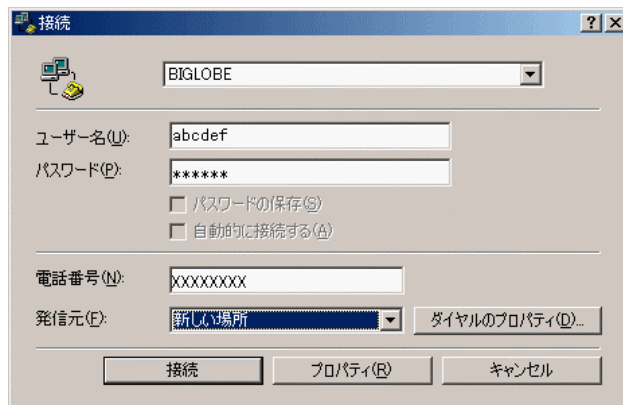 接続
BIGLOBE
ユーザー名(U): abcdef
パスワード(P): ******
パスワードの保存(S)
自動的に接続する(A)
電話番号(N): XXXXXXXX
発信元(F): 新しい場所 ダイヤルのプロパティ(D)...
接続 プロパティ(R) キャンセル